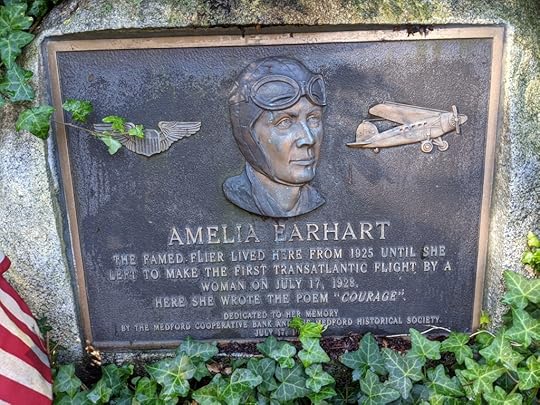 AMELIA EARHART
THE FAMED FLIER LIVED HERE FROM 1925 UNTIL SHE
LEFT TO MAKE THE FIRST TRANSATLANTIC FLIGHT BY A
WOMAN ON JULY 17, 1928.
HERE SHE WROTE THE POEM "COURAGE".
DEDICATED TO HER MEMORY
BY THE MEDFORD COOPERATIVE BANK AND MEDFORD HISTORICAL SOCIETY.
JULY 17,